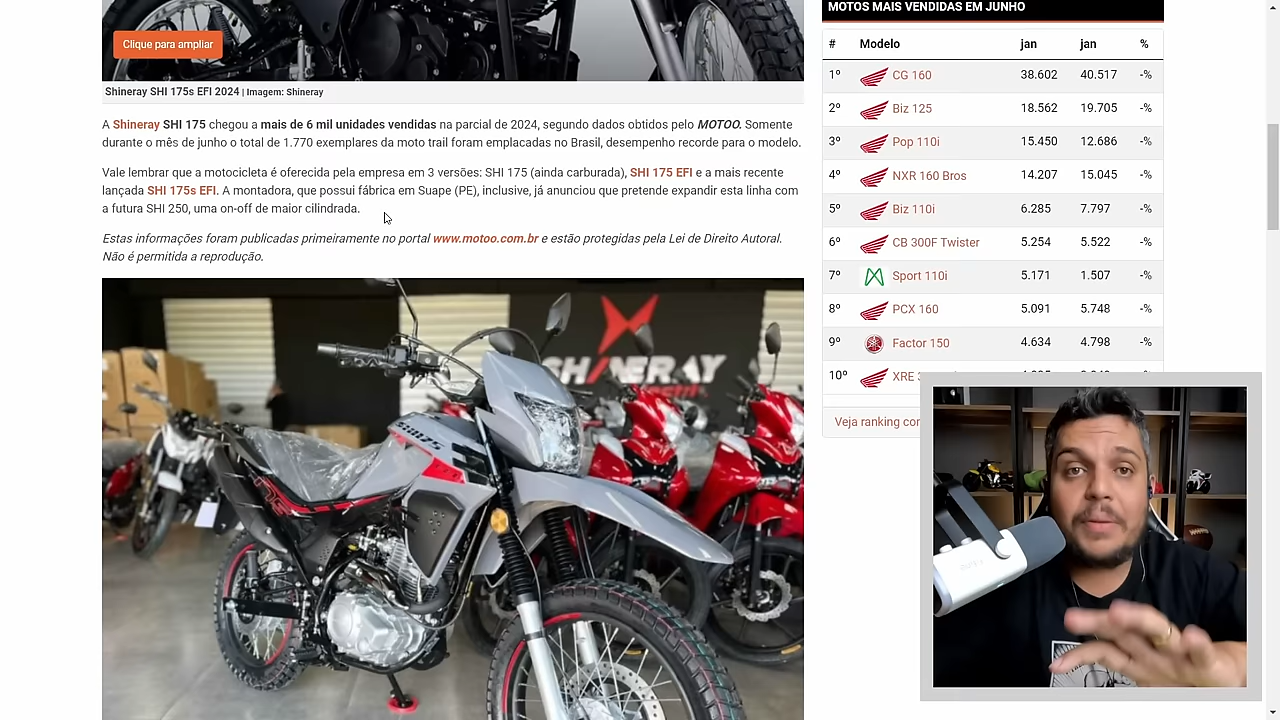 Clique para ampliar
Shineray SHI 175s EFI 2024 | Imagem: Shineray
A Shineray SHI 175 chegou a mais de 6 mil unidades vendidas na parcial de 2024, segundo dados obtidos pelo MOTOO. Somente
durante o mês de junho o total de 1.770 exemplares da moto trail foram emplacadas no Brasil, desempenho recorde para o modelo.
Vale lembrar que a motocicleta é oferecida pela empresa em 3 versões: SHI 175 (ainda carburada), SHI 175 EFI e a mais recente
lançada SHI 175s EFI. A montadora, que possui fábrica em Suape (PE), inclusive, já anunciou que pretende expandir esta linha com
a futura SHI 250, uma on-off de maior cilindrada.
Estas informações foram publicadas primeiramente no portal www.motoo.com.br e estão protegidas pela Lei de Direito Autoral.
Não é permitida a reprodução.
SHINERAY
SHI175
MOTOS MAIS VENDIDAS EM JUNHO
# Modelo jan jan %
1º CG 160 38.602 40.517 -%
2º Biz 125 18.562 19.705 -%
3º Pop 110i 15.450 12.686 -%
4º NXR 160 Bros 14.207 15.045 -%
5º Biz 110i 6.285 7.797 -%
6º CB 300F Twister 5.254 5.522 -%
7º Sport 110i 5.171 1.507 -%
8º PCX 160 5.091 5.748 -%
9º Factor 150 4.634 4.798 -%
10º XRE
Veja ranking